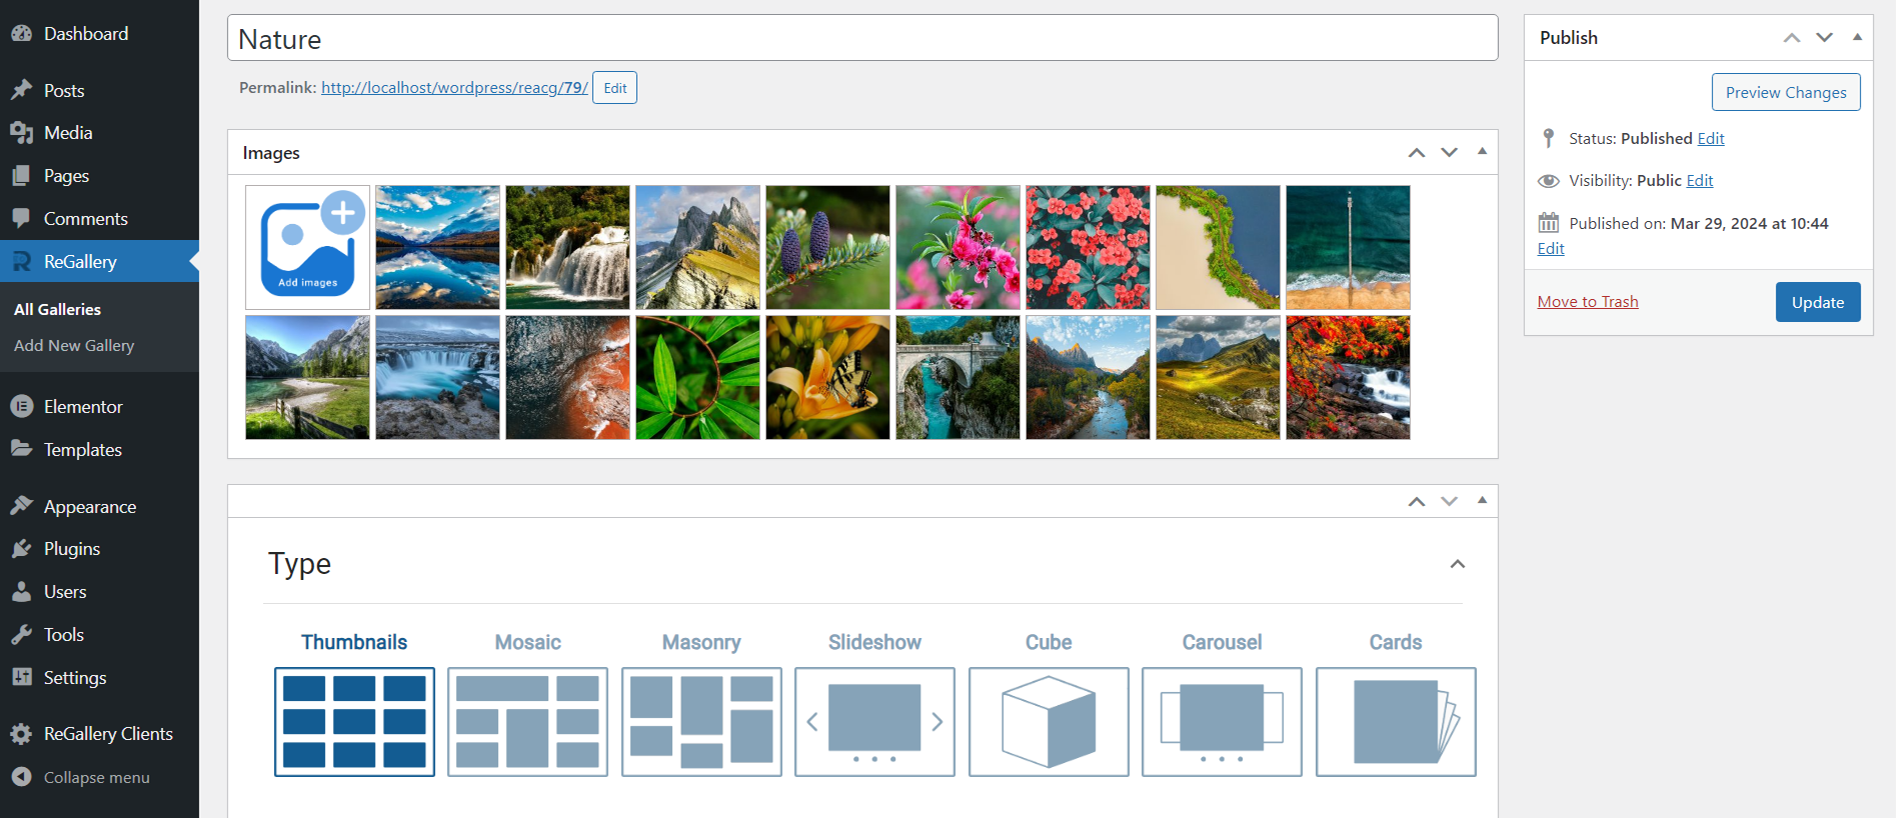 Dashboard
Posts
Media
Pages
Comments
ReGallery
All Galleries
Add New Gallery
Elementor
Templates
Appearance
Plugins
Users
Tools
Settings
ReGallery Clients
Collapse menu
Nature
Permalink: http://localhost/wordpress/reacg/79/ Edit
Images
Add images
Type
Thumbnails Mosaic Masonry Slideshow Cube Carousel Cards
Publish
Preview Changes
Status: Published Edit
Visibility: Public Edit
Published on: Mar 29, 2024 at 10:44
Edit
Move to Trash Update